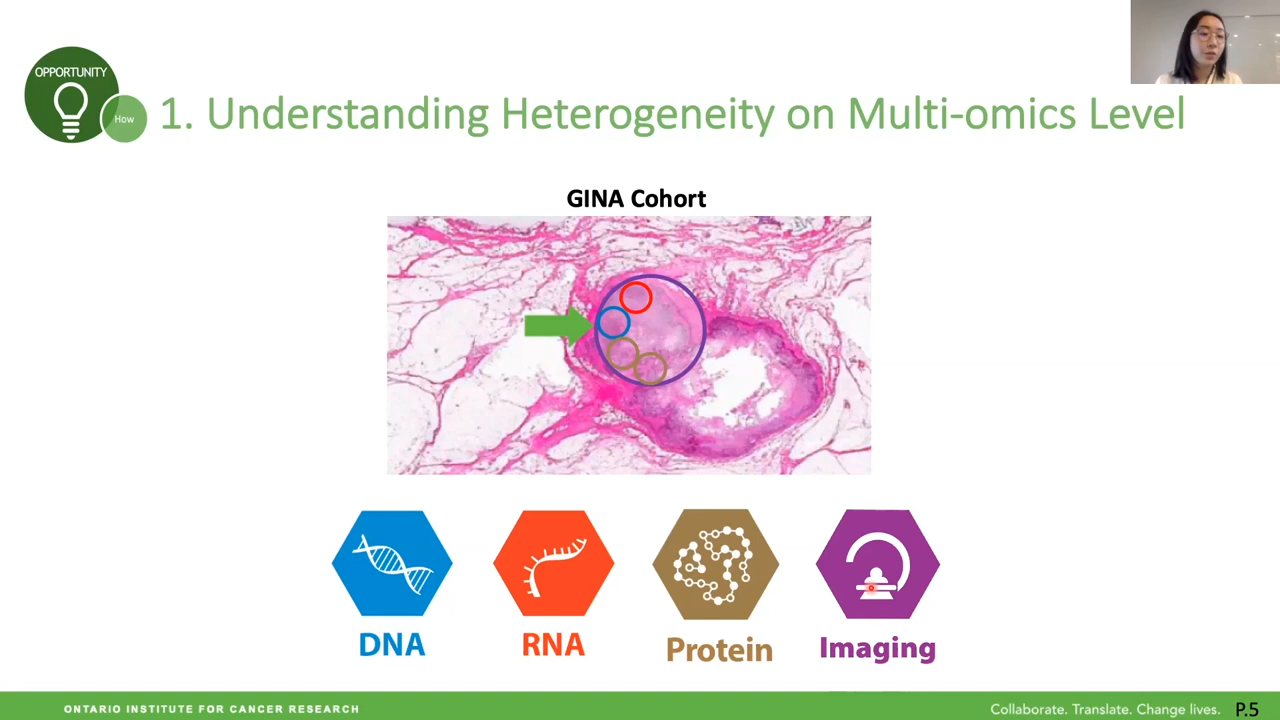 OPPORTUNITY
How
1. Understanding Heterogeneity on Multi-omics Level
GINA Cohort
DNA
RNA
Protein
Imaging
ONTARIO INSTITUTE FOR CANCER RESEARCH
Collaborate. Translate. Change lives.
P.5